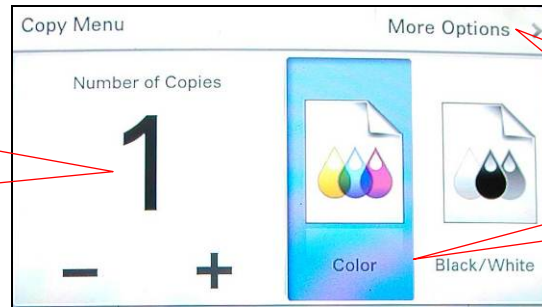 Copy Menu
More Options >
Number of Copies
1
Color
Black/White
− +